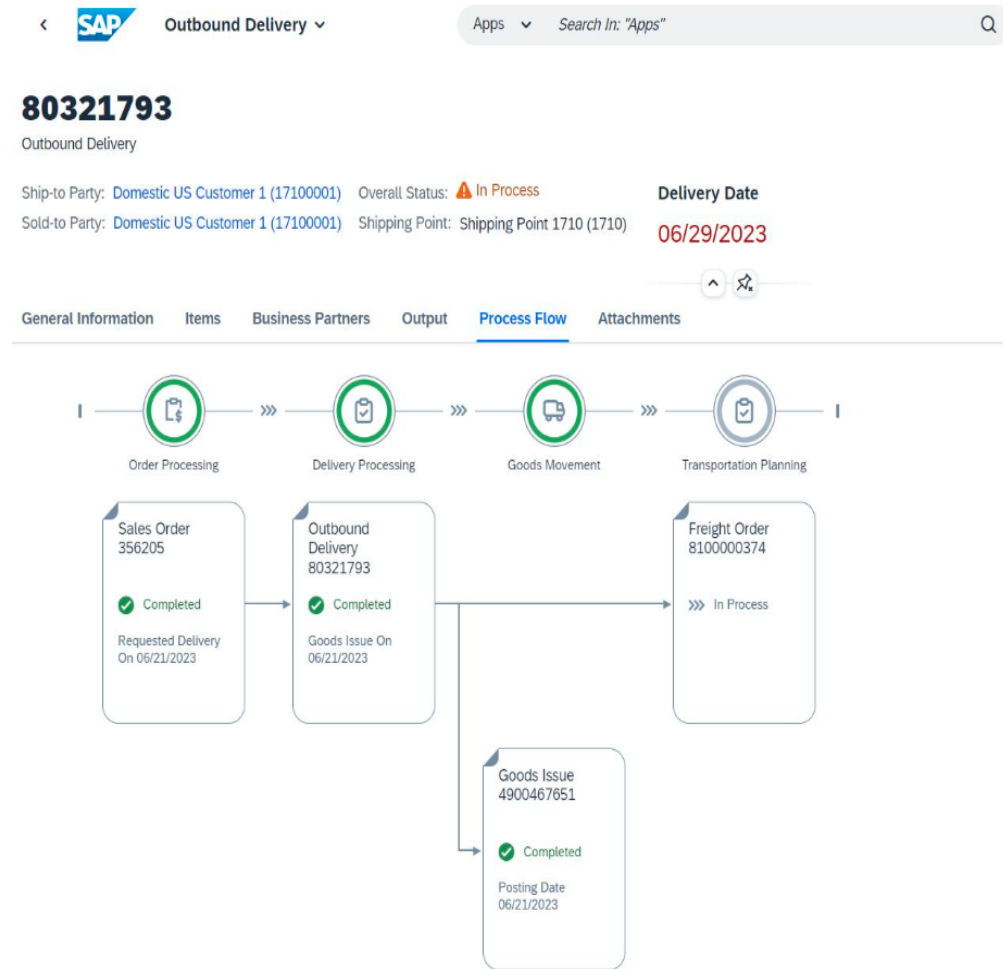 SAP Outbound Delivery Apps Search In: "Apps"
80321793
Outbound Delivery
Ship-to Party: Domestic US Customer 1 (17100001) Overall Status: In Process Delivery Date
Sold-to Party: Domestic US Customer 1 (17100001) Shipping Point: Shipping Point 1710 (1710) 06/29/2023
General Information Items Business Partners Output Process Flow Attachments
Order Processing Delivery Processing Goods Movement Transportation Planning
Sales Order
356205
Completed
Requested Delivery
On 06/21/2023
Outbound
Delivery
80321793
Completed
Goods Issue On
06/21/2023
Freight Order
8100000374
In Process
Goods Issue
4900467651
Completed
Posting Date
06/21/2023